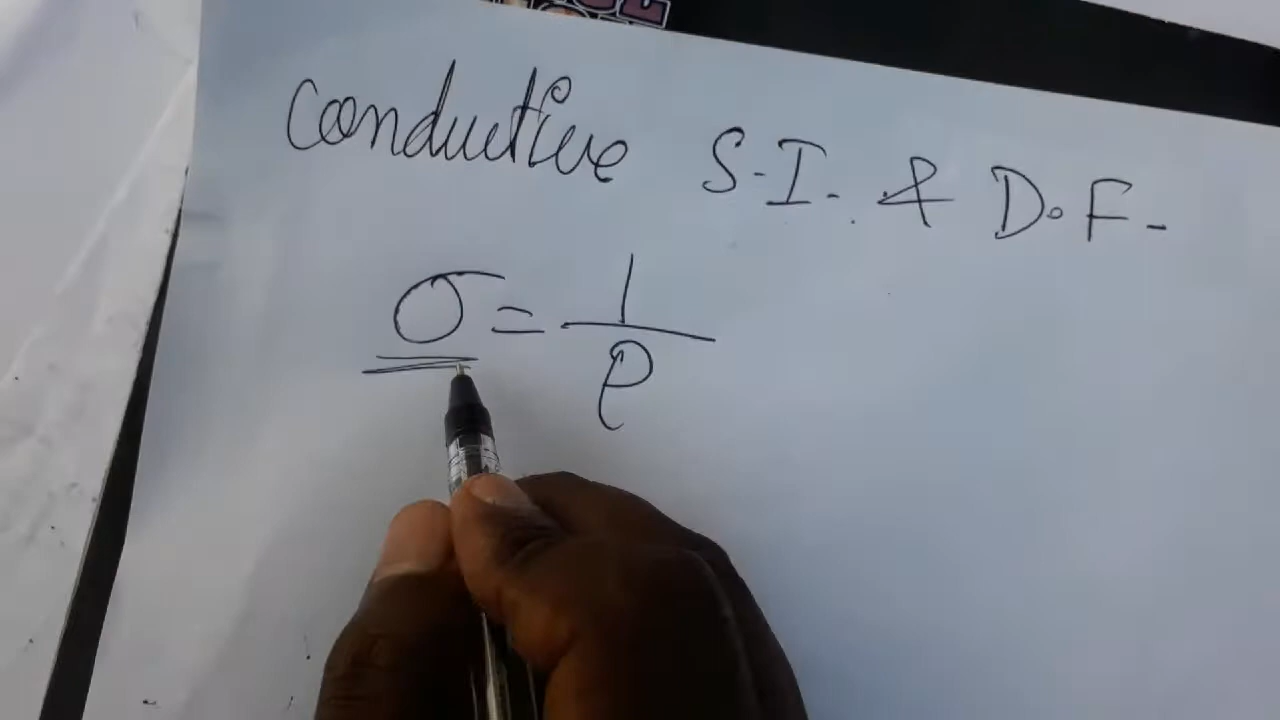 Conductive S.I. & D.F.
σ = 1/ρ